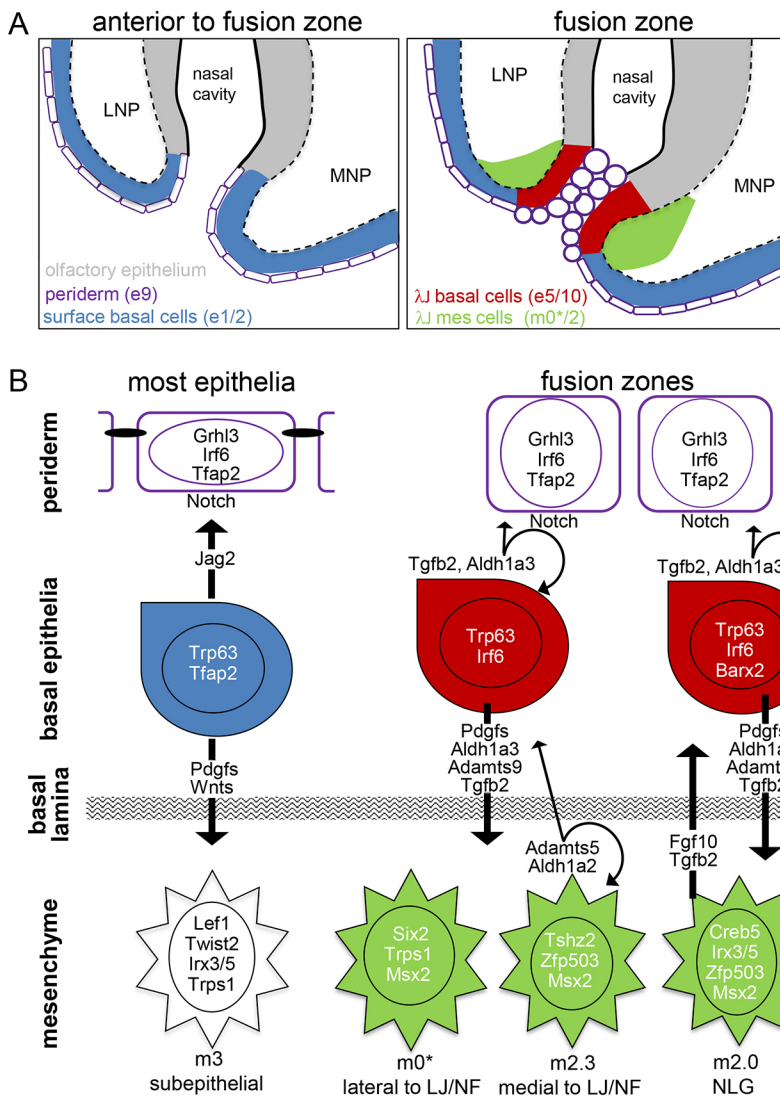 A
anterior to fusion zone
fusion zone
LNP
nasal
cavity
MNP
olfactory epithelium
periderm (e9)
surface basal cells (e1/2)
LNP
nasal
cavity
MNP
λJ basal cells (e5/10)
λJ mes cells (m0*/2)
B
most epithelia
fusion zones
periderm
Grhl3
Irf6
Tfap2
Notch
Grhl3
Irf6
Tfap2
Notch
Grhl3
Irf6
Tfap2
Notch
Jag2
Tgfb2, Aldh1a3
Tgfb2, Aldh1a3
basal epithelia
Trp63
Tfap2
Trp63
Irf6
Trp63
Irf6
Barx2
Pdgfs
Wnts
Pdgfs
Aldh1a3
Adamts9
Tgfb2
Pdgfs
Aldh1a
Adamt
Tgfb2
basal
lamina
Adamts5
Aldh1a2
Fgf10
Tgfb2
mesenchyme
Lef1
Twist2
Irx3/5
Trps1
Six2
Trps1
Msx2
Tshz2
Zfp503
Msx2
Creb5
Irx3/5
Zfp503
Msx2
m3
subepithelial
m0*
lateral to LJ/NF
m2.3
medial to LJ/NF
m2.0
NLG